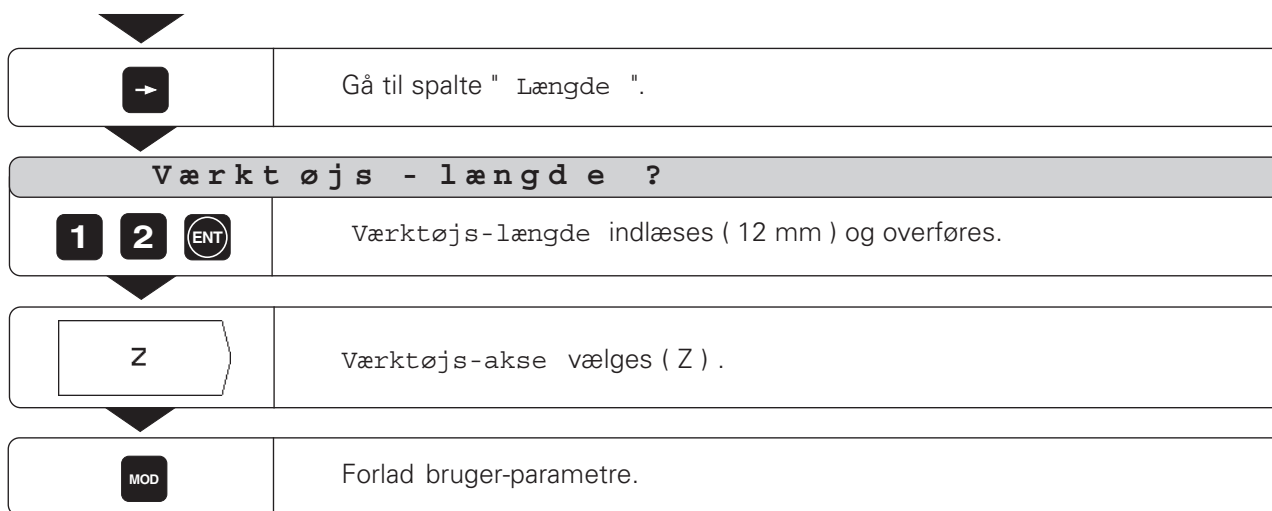 → Gå til spalte " Længde ".
Værktøjs - længde ?
1 2 ENT Værktøjs-længde indlæses ( 12 mm ) og overføres.
Z Værktøjs-akse vælges ( Z ) .
MOD Forlad bruger-parametre.